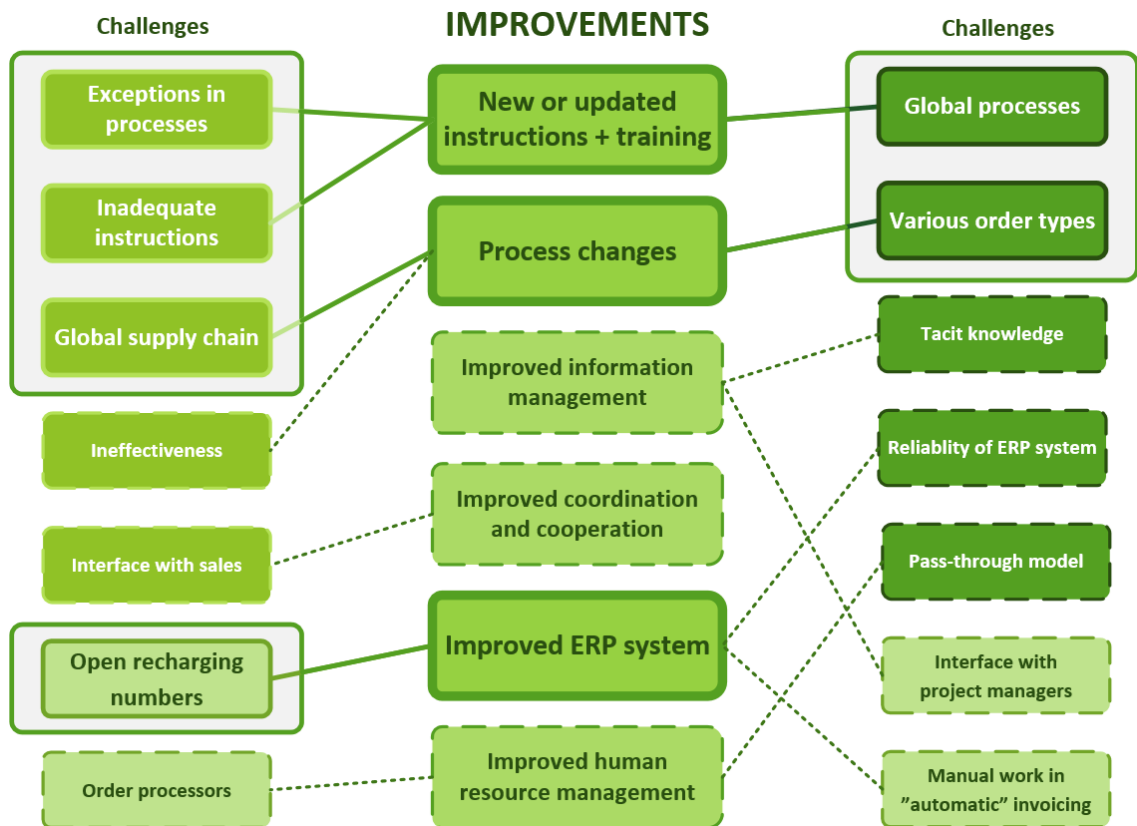 Challenges
IMPROVEMENTS
Challenges
Exceptions in
processes
Inadequate
instructions
Global supply chain
Ineffectiveness
Interface with sales
Open recharging
numbers
Order processors
New or updated
instructions + training
Process changes
Improved information
management
Improved coordination
and cooperation
Improved ERP system
Improved human
resource management
Global processes
Various order types
Tacit knowledge
Reliablity of ERP system
Pass-through model
Interface with
project managers
Manual work in
”automatic” invoicing